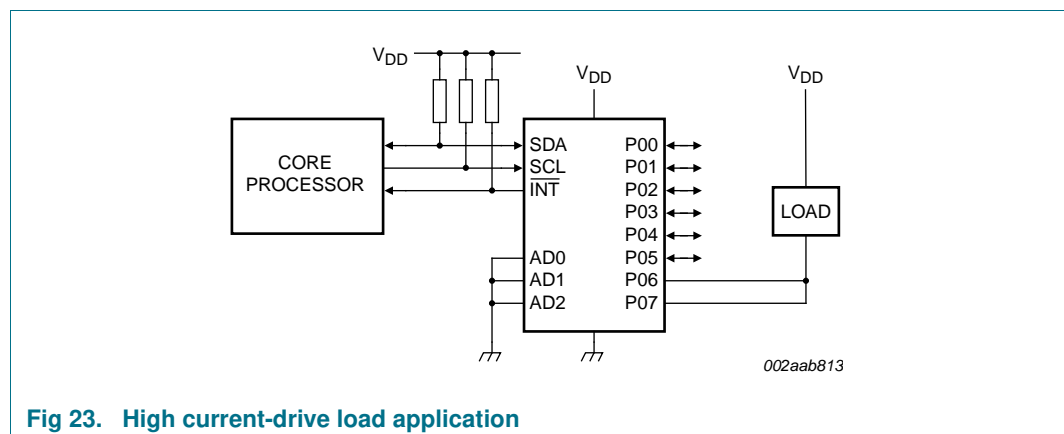 VDD
VDD
VDD
CORE
PROCESSOR
SDA
SCL
INT
AD0
AD1
AD2
P00
P01
P02
P03
P04
P05
P06
P07
LOAD
002aab813
Fig 23. High current-drive load application